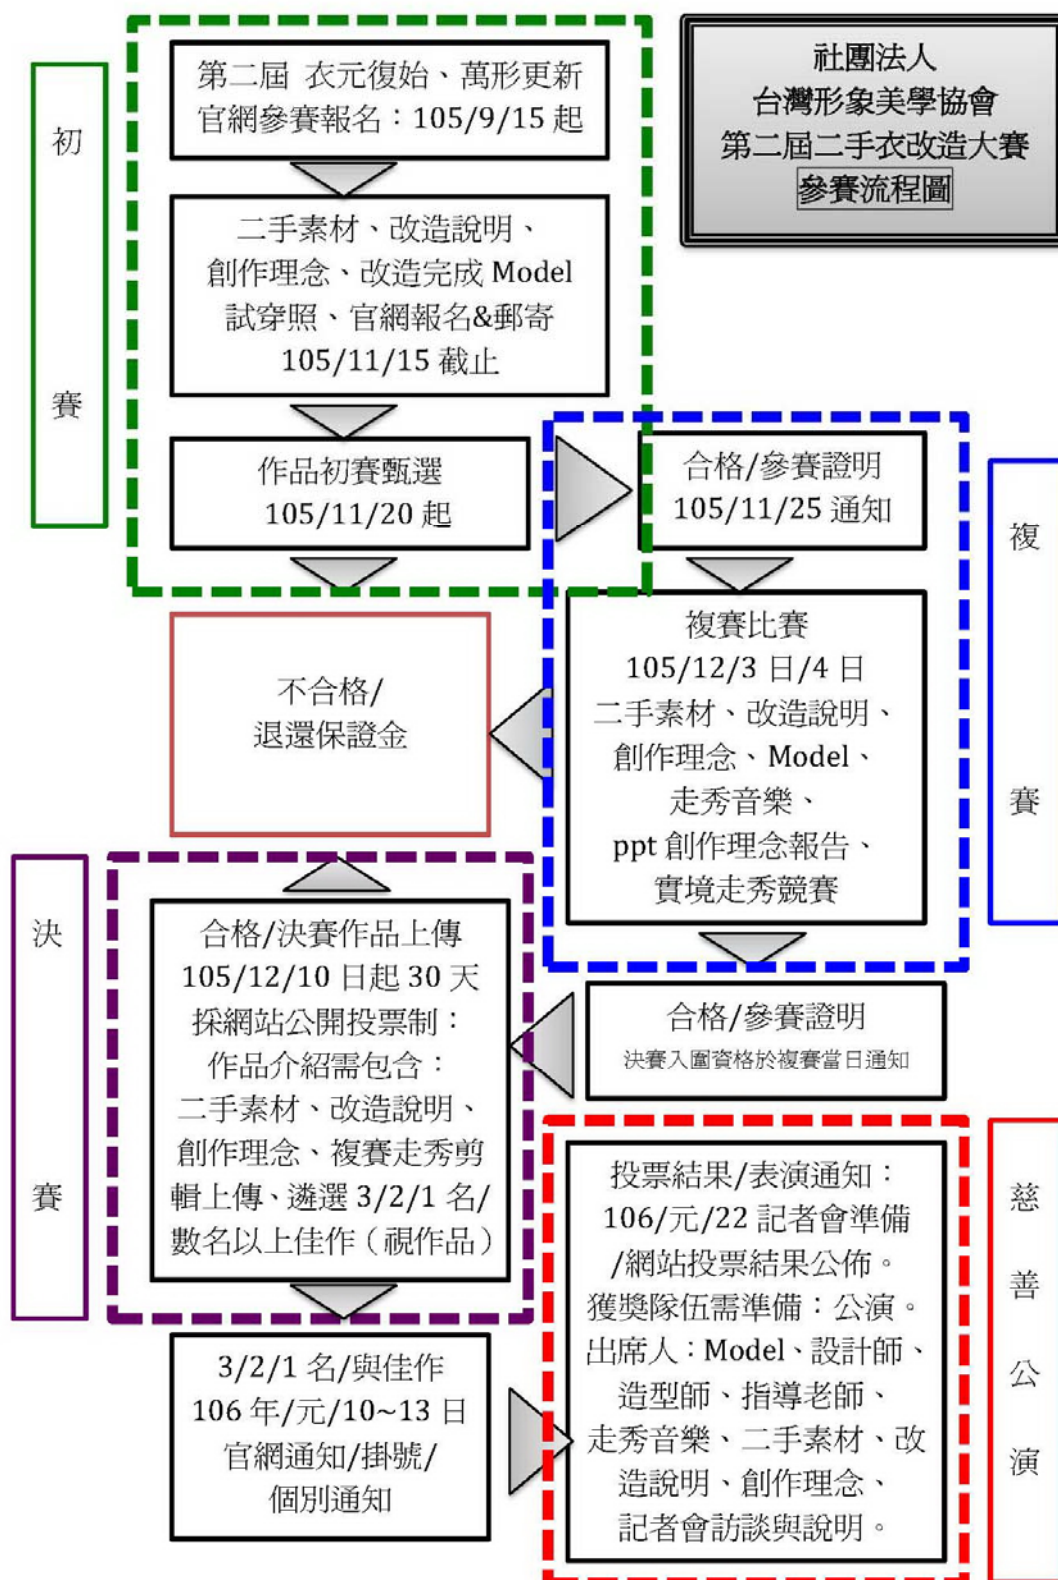 社團法人
台灣形象美學協會
第二屆二手衣改造大賽
參賽流程圖
初
賽
第二屆 衣元復始、萬形更新
官網參賽報名：105/9/15 起
二手素材、改造說明、
創作理念、改造完成 Model
試穿照、官網報名&郵寄
105/11/15 截止
作品初賽甄選
105/11/20 起
合格/參賽證明
105/11/25 通知
複
賽
複賽比賽
105/12/3 日/4 日
二手素材、改造說明、
創作理念、Model、
走秀音樂、
ppt 創作理念報告、
實境走秀競賽
不合格/
退還保證金
合格/參賽證明
決賽入圍資格於複賽當日通知
決
賽
合格/決賽作品上傳
105/12/10 日起 30 天
採網站公開投票制：
作品介紹需包含：
二手素材、改造說明、
創作理念、複賽走秀剪
輯上傳、遴選 3/2/1 名/
數名以上佳作（視作品）
3/2/1 名/與佳作
106 年/元/10~13 日
官網通知/掛號/
個別通知
慈
善
公
演
投票結果/表演通知：
106/元/22 記者會準備
/網站投票結果公佈。
獲獎隊伍需準備：公演。
出席人：Model、設計師、
造型師、指導老師、
走秀音樂、二手素材、改
造說明、創作理念、
記者會訪談與說明。